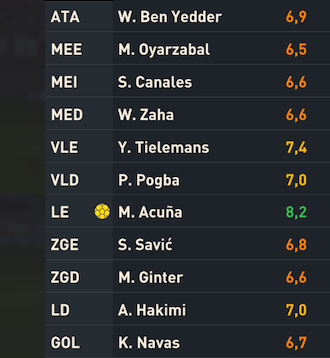 ATA W. Ben Yedder 6,9
MEE M. Oyarzabal 6,5
MEI S. Canales 6,6
MED W. Zaha 6,6
VLE Y. Tielemans 7,4
VLD P. Pogba 7,0
LE M. Acuña 8,2
ZGE S. Savić 6,8
ZGD M. Ginter 6,6
LD A. Hakimi 7,0
GOL K. Navas 6,7